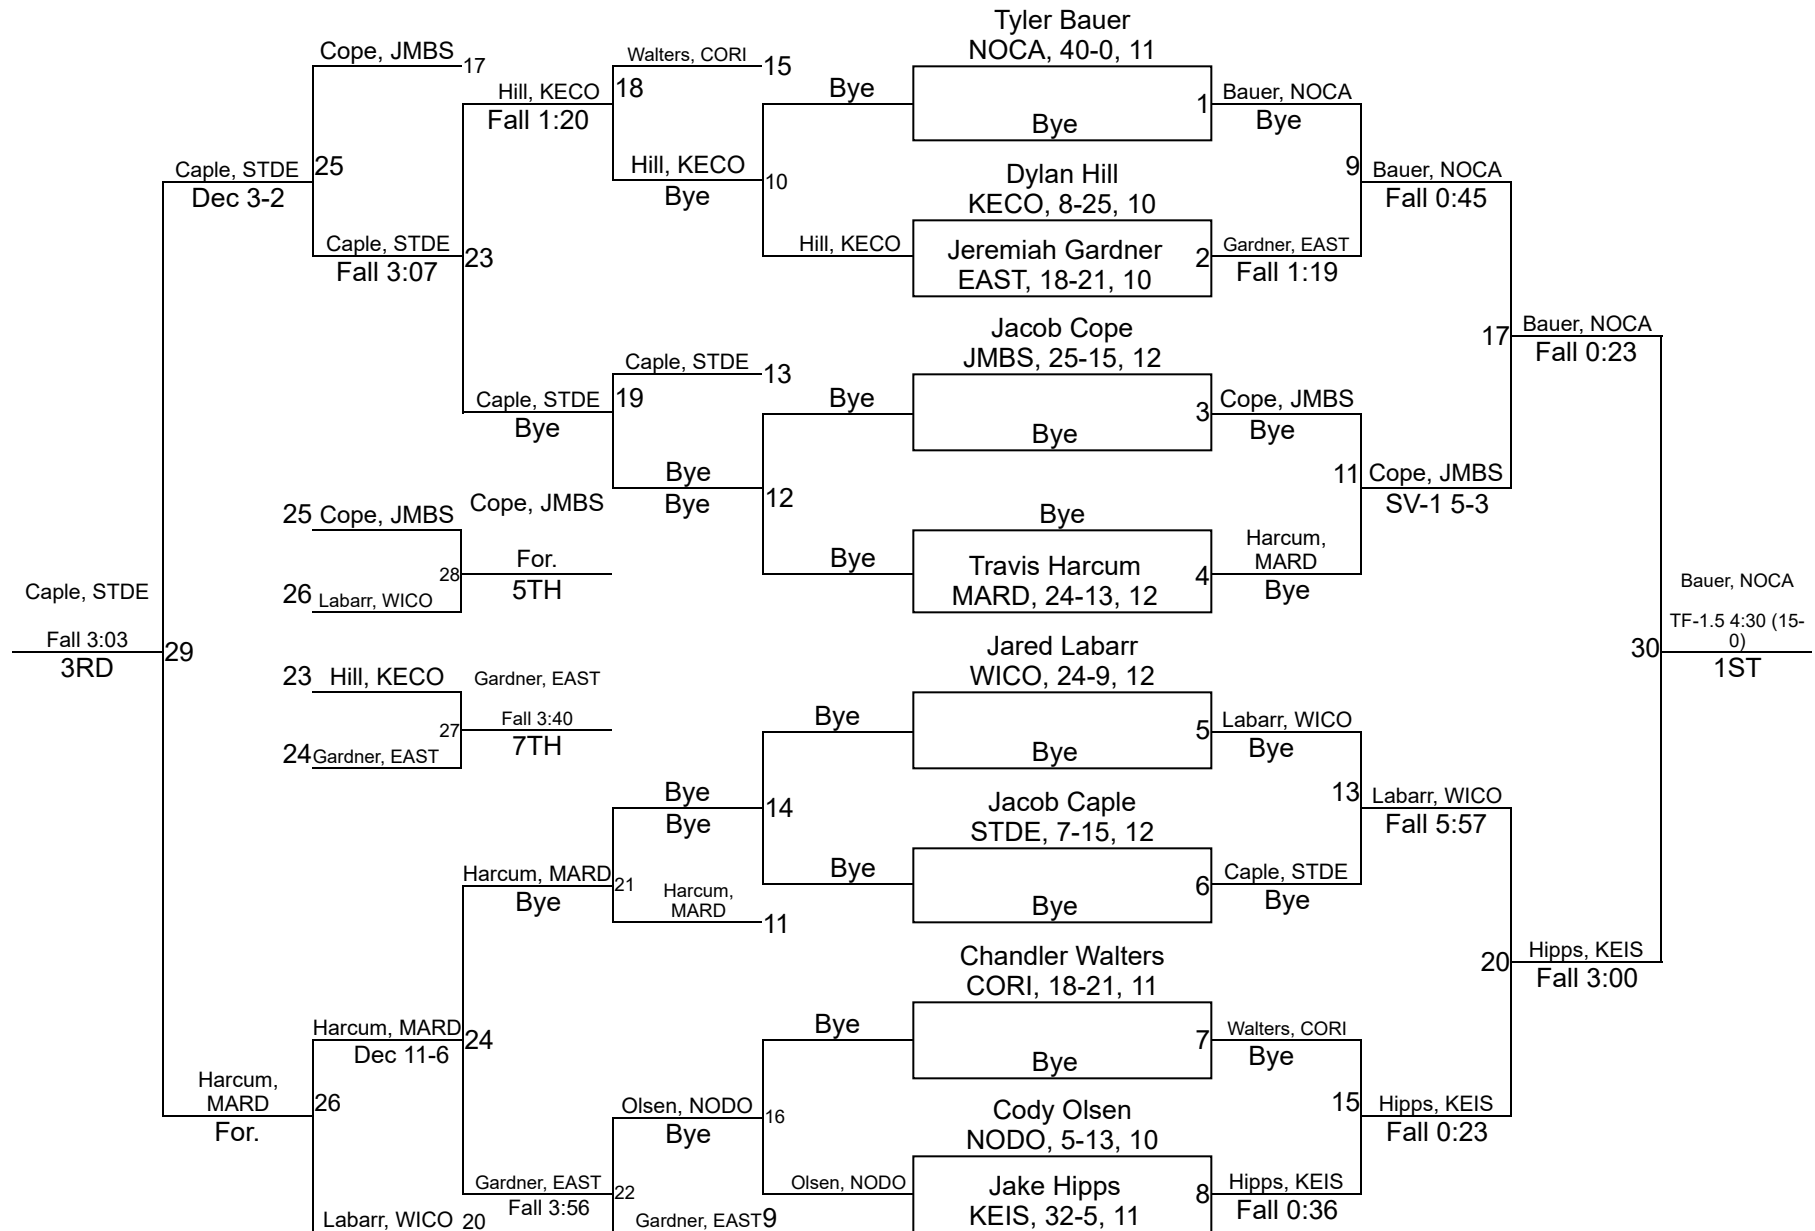 Tyler Bauer
NOCA, 40-0, 11
Cope, JMBS
17
Walters, CORI
15
Hill, KECO
18
Fall 1:20
Bye
1
Bauer, NOCA
Bye
Bye
Caple, STDE
25
Dec 3-2
Hill, KECO
10
Bye
Dylan Hill
KECO, 8-25, 10
9
Bauer, NOCA
Fall 0:45
Caple, STDE
23
Fall 3:07
Hill, KECO
Jeremiah Gardner
EAST, 18-21, 10
2
Gardner, EAST
Fall 1:19
Jacob Cope
JMBS, 25-15, 12
17
Bauer, NOCA
Fall 0:23
Caple, STDE
13
Caple, STDE
19
Bye
Bye
3
Cope, JMBS
Bye
Bye
Bye
12
Bye
11
Cope, JMBS
SV-1 5-3
25
Cope, JMBS
Cope, JMBS
Bye
28
For.
5TH
26
Labarr, WICO
Bye
Travis Harcum
MARD, 24-13, 12
4
Harcum,
MARD
Bye
Caple, STDE
Fall 3:03
3RD
29
Bauer, NOCA
TF-1.5 4:30 (15-
0)
30
1ST
Jared Labarr
WICO, 24-9, 12
23
Hill, KECO
Gardner, EAST
27
Fall 3:40
7TH
24
Gardner, EAST
Bye
Bye
5
Labarr, WICO
Bye
Bye
14
Bye
Jacob Caple
STDE, 7-15, 12
13
Labarr, WICO
Fall 5:57
Harcum, MARD
21
Bye
Harcum,
MARD
11
Bye
Bye
6
Caple, STDE
Bye
Chandler Walters
CORI, 18-21, 11
20
Hipps, KEIS
Fall 3:00
Harcum, MARD
24
Dec 11-6
Bye
Bye
7
Walters, CORI
Bye
Harcum,
MARD
26
For.
Olsen, NODO
16
Bye
Cody Olsen
NODO, 5-13, 10
15
Hipps, KEIS
Fall 0:23
Gardner, EAST
22
Fall 3:56
Olsen, NODO
Jake Hipps
KEIS, 32-5, 11
8
Hipps, KEIS
Fall 0:36
Labarr, WICO
20
Gardner, EAST
9